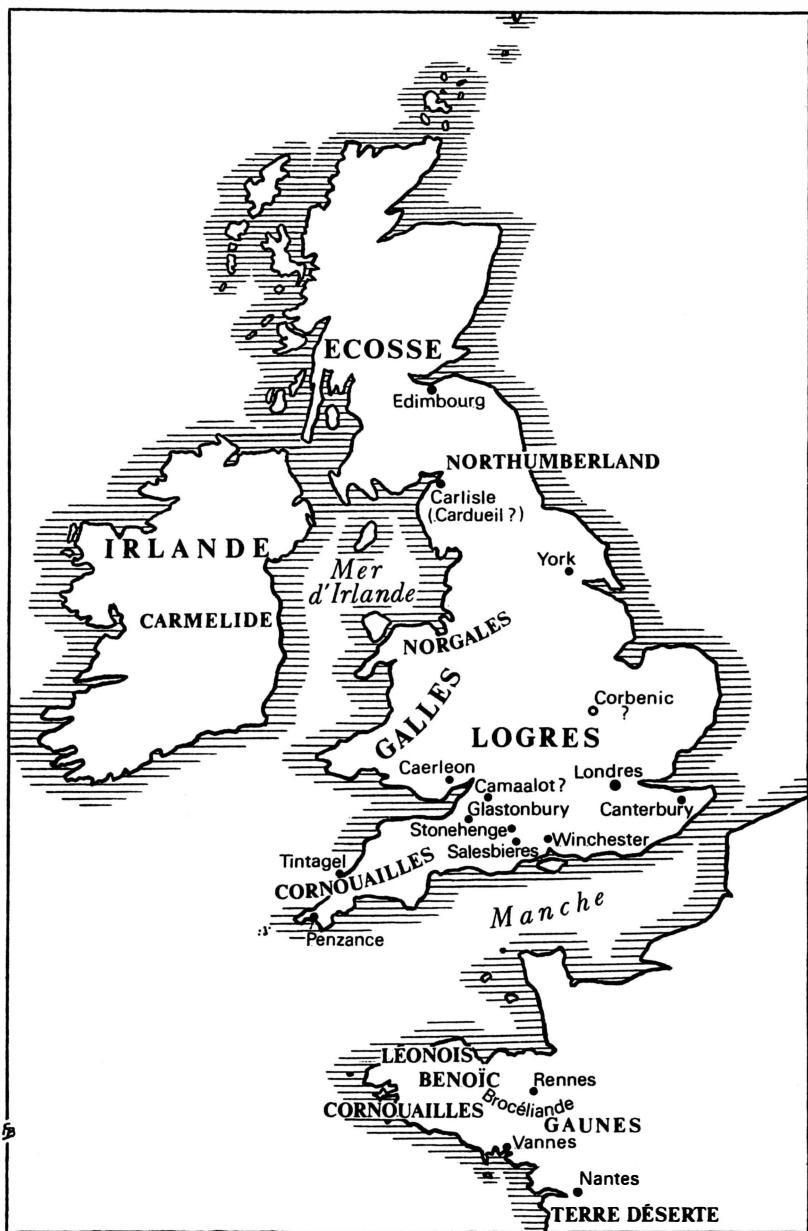 ECOSSE
Edimbourg
NORTHUMBERLAND
Carlisle
(Cardueil ?)
IRLANDE
York
Mer
d'Irlande
CARMELIDE
NORGALES
GALLES
Corbenic
?
LOGRES
Caerleon
Londres
Camaalot ?
Glastonbury
Canterbury
Stonehenge
Winchester
Salesbières
Tintagel
CORNOUAILLES
Manche
Penzance
LÉONOIS
BENOÏC
Rennes
Brocéliande
CORNOUAILLES
GAUNES
Vannes
Nantes
TERRE DÉSERTE